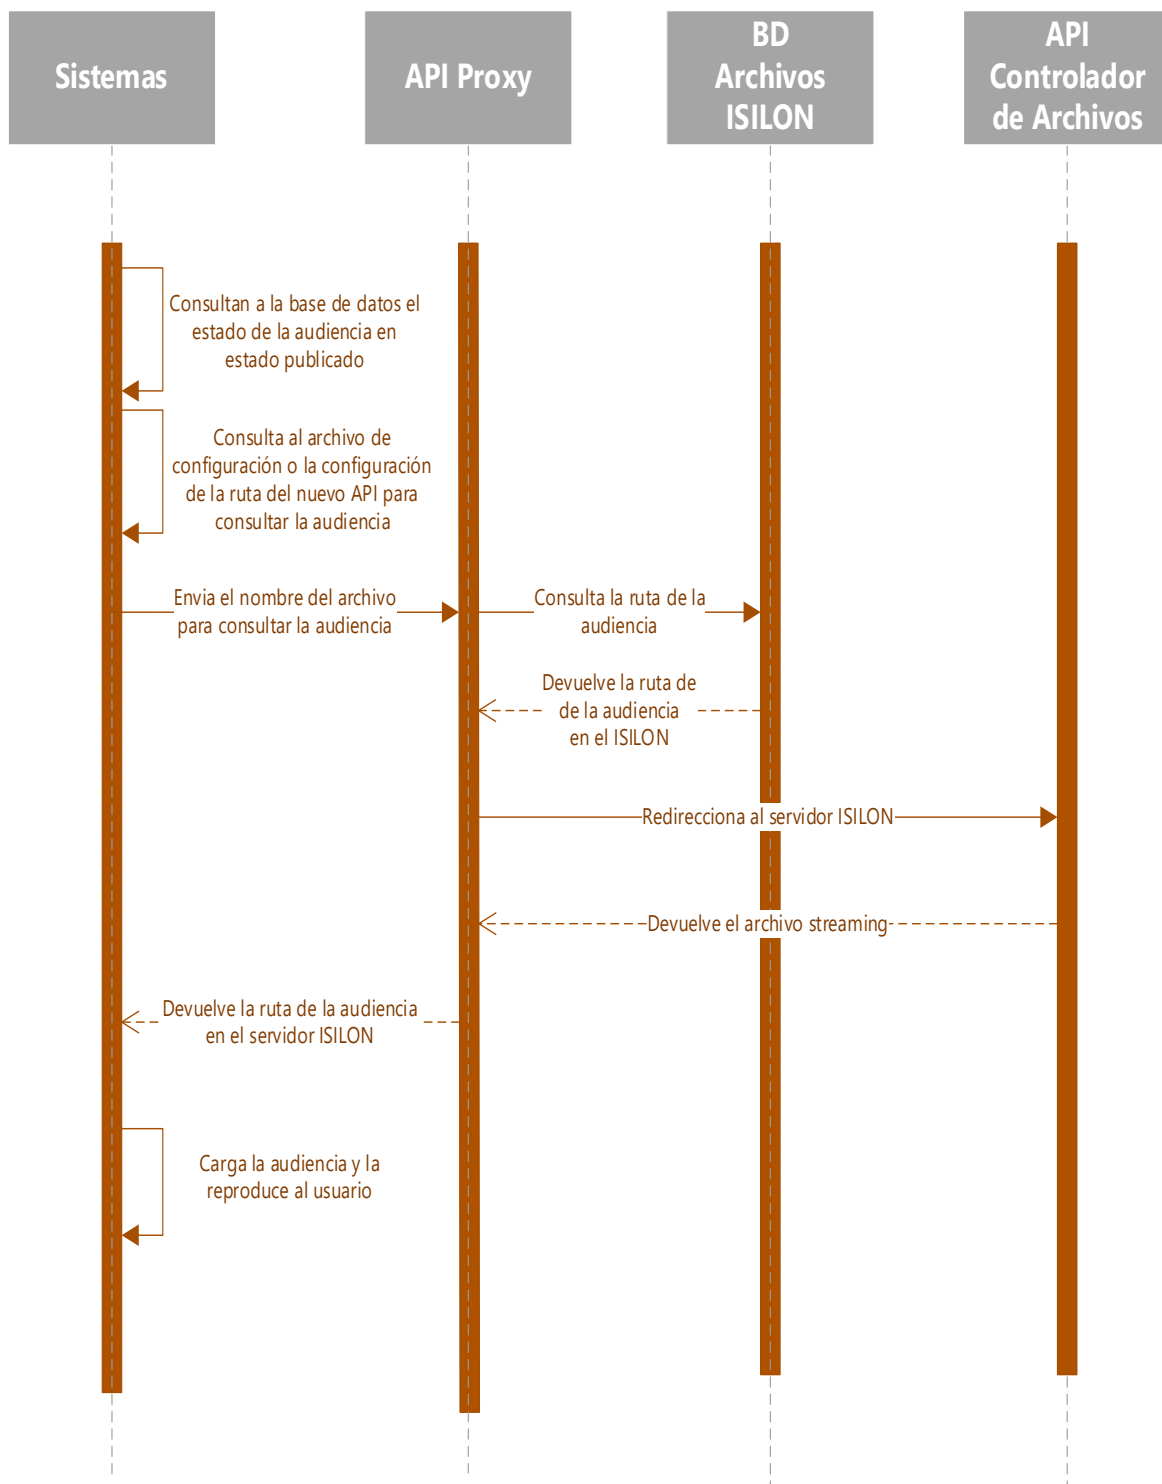 Sistemas
API Proxy
BD
Archivos
ISILON
API
Controlador
de Archivos
Consultan a la base de datos el
estado de la audiencia en
estado publicado
Consulta al archivo de
configuración o la configuración
de la ruta del nuevo API para
consultar la audiencia
Envia el nombre del archivo
para consultar la audiencia
Consulta la ruta de la
audiencia
Devuelve la ruta de
de la audiencia
en el ISILON
Redirecciona al servidor ISILON
Devuelve el archivo streaming
Devuelve la ruta de la audiencia
en el servidor ISILON
Carga la audiencia y la
reproduce al usuario